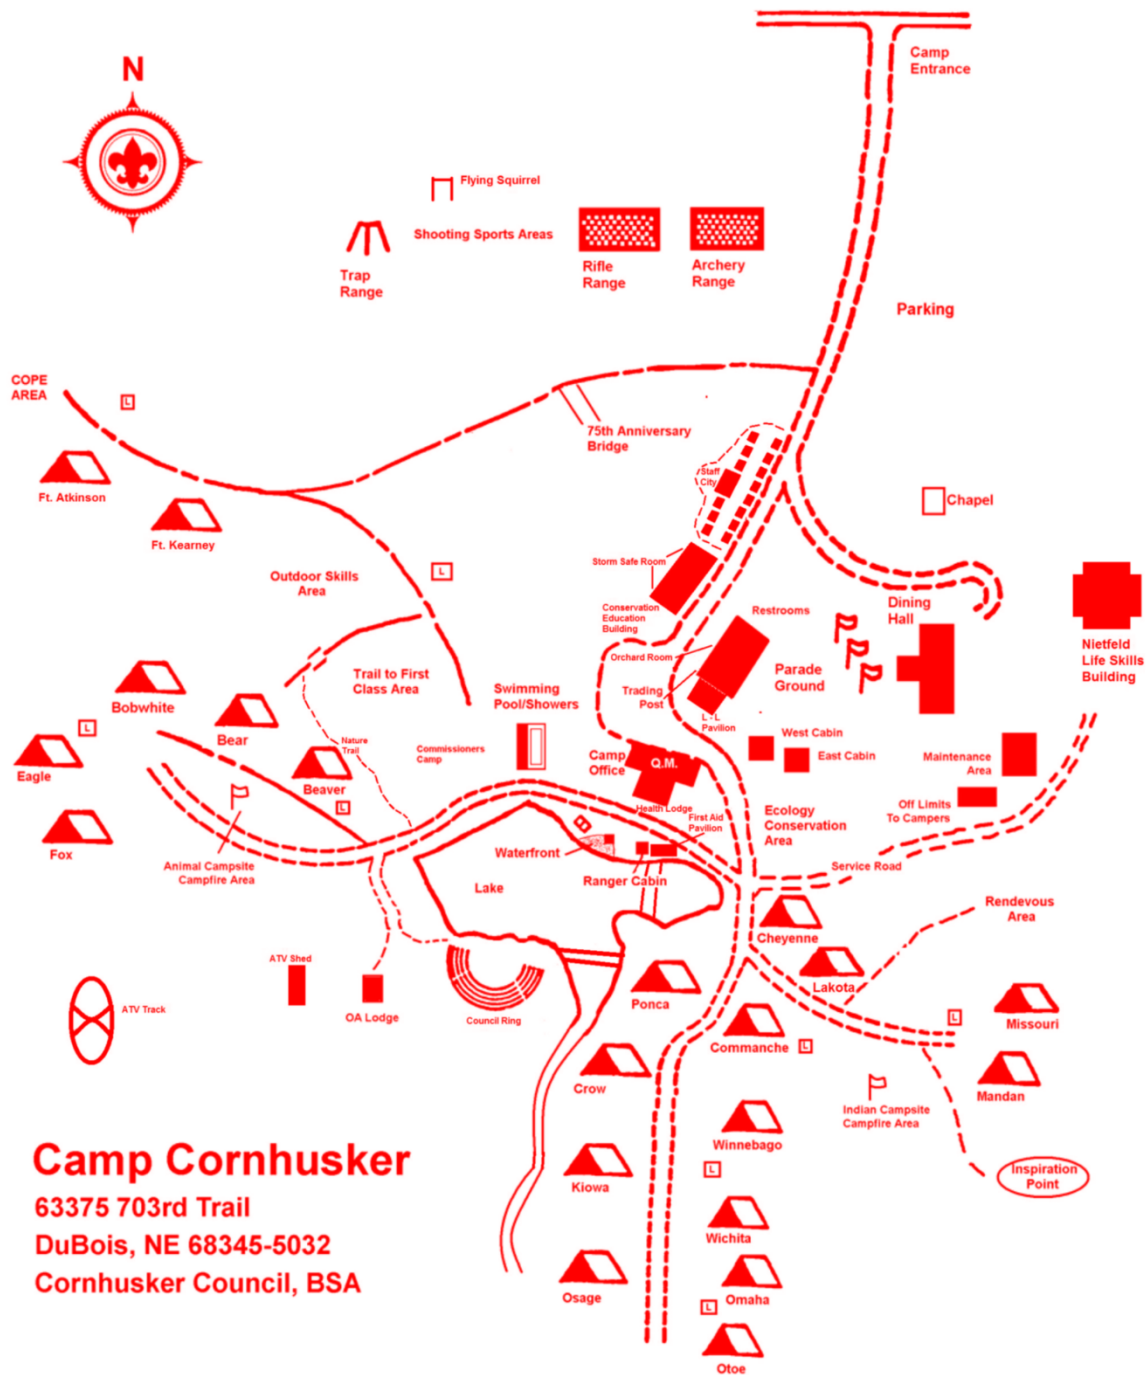 N
Camp
Entrance
Flying Squirrel
Shooting Sports Areas
Trap
Range
Rifle
Range
Archery
Range
Parking
COPE
AREA
L
75th Anniversary
Bridge
Ft. Atkinson
Ft. Kearney
Staff
City
Chapel
Outdoor Skills
Area
L
Storm Safe Room
Conservation
Education
Building
Restrooms
Dining
Hall
Nietfeld
Life Skills
Building
Orchard Room
Trail to First
Class Area
Trading
Post
Parade
Ground
Swimming
Pool/Showers
L - L
Pavilion
Bobwhite
Bear
L
Eagle
Nature
Trail
Beaver
L
Commissioners
Camp
Camp
Office
Q.M.
West Cabin
East Cabin
Maintenance
Area
Off Limits
To Campers
Health Lodge
First Aid
Pavilion
Ecology
Conservation
Area
Fox
Animal Campsite
Campfire Area
Waterfront
Ranger Cabin
Lake
Service Road
Rendevous
Area
Cheyenne
Lakota
ATV Shed
OA Lodge
Council Ring
ATV Track
Ponca
L
Missouri
Commanche
L
Crow
Mandan
Indian Campsite
Campfire Area
Winnebago
L
Kiowa
Inspiration
Point
Wichita
Osage
Omaha
L
Otoe
Camp Cornhusker
63375 703rd Trail
DuBois, NE 68345-5032
Cornhusker Council, BSA